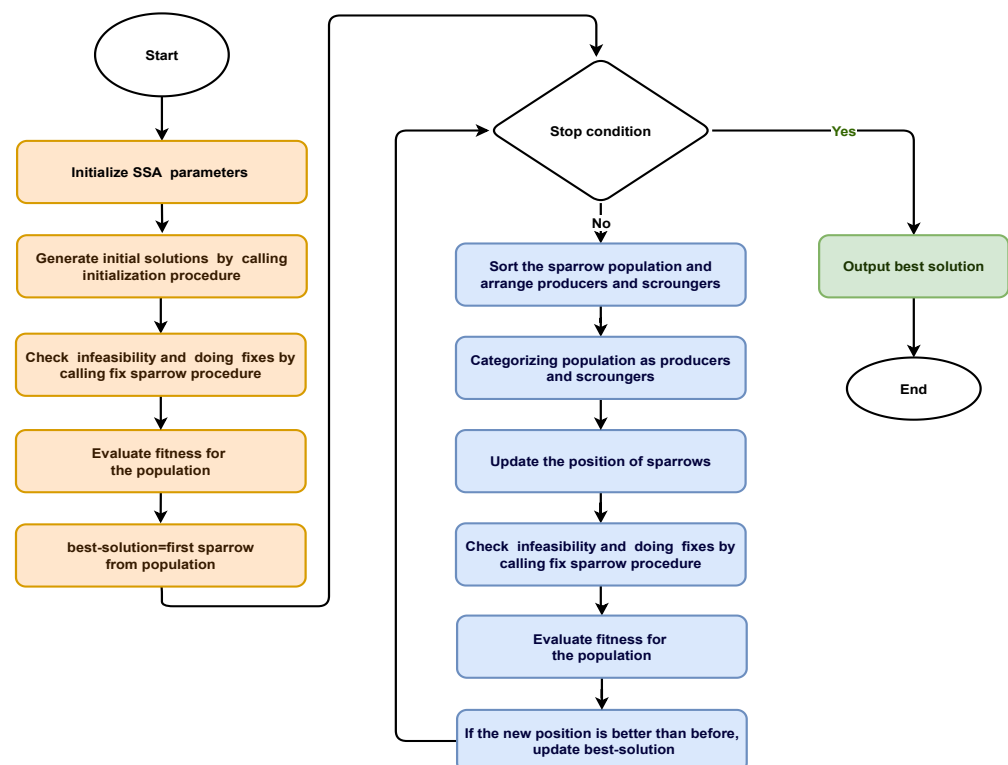 Start
Initialize SSA parameters
Generate initial solutions by calling
initialization procedure
Check infeasibility and doing fixes by
calling fix sparrow procedure
Evaluate fitness for
the population
best-solution=first sparrow
from population
Stop condition
Yes
No
Sort the sparrow population and
arrange producers and scroungers
Categorizing population as producers
and scroungers
Update the position of sparrows
Check infeasibility and doing fixes by
calling fix sparrow procedure
Evaluate fitness for
the population
If the new position is better than before,
update best-solution
Output best solution
End